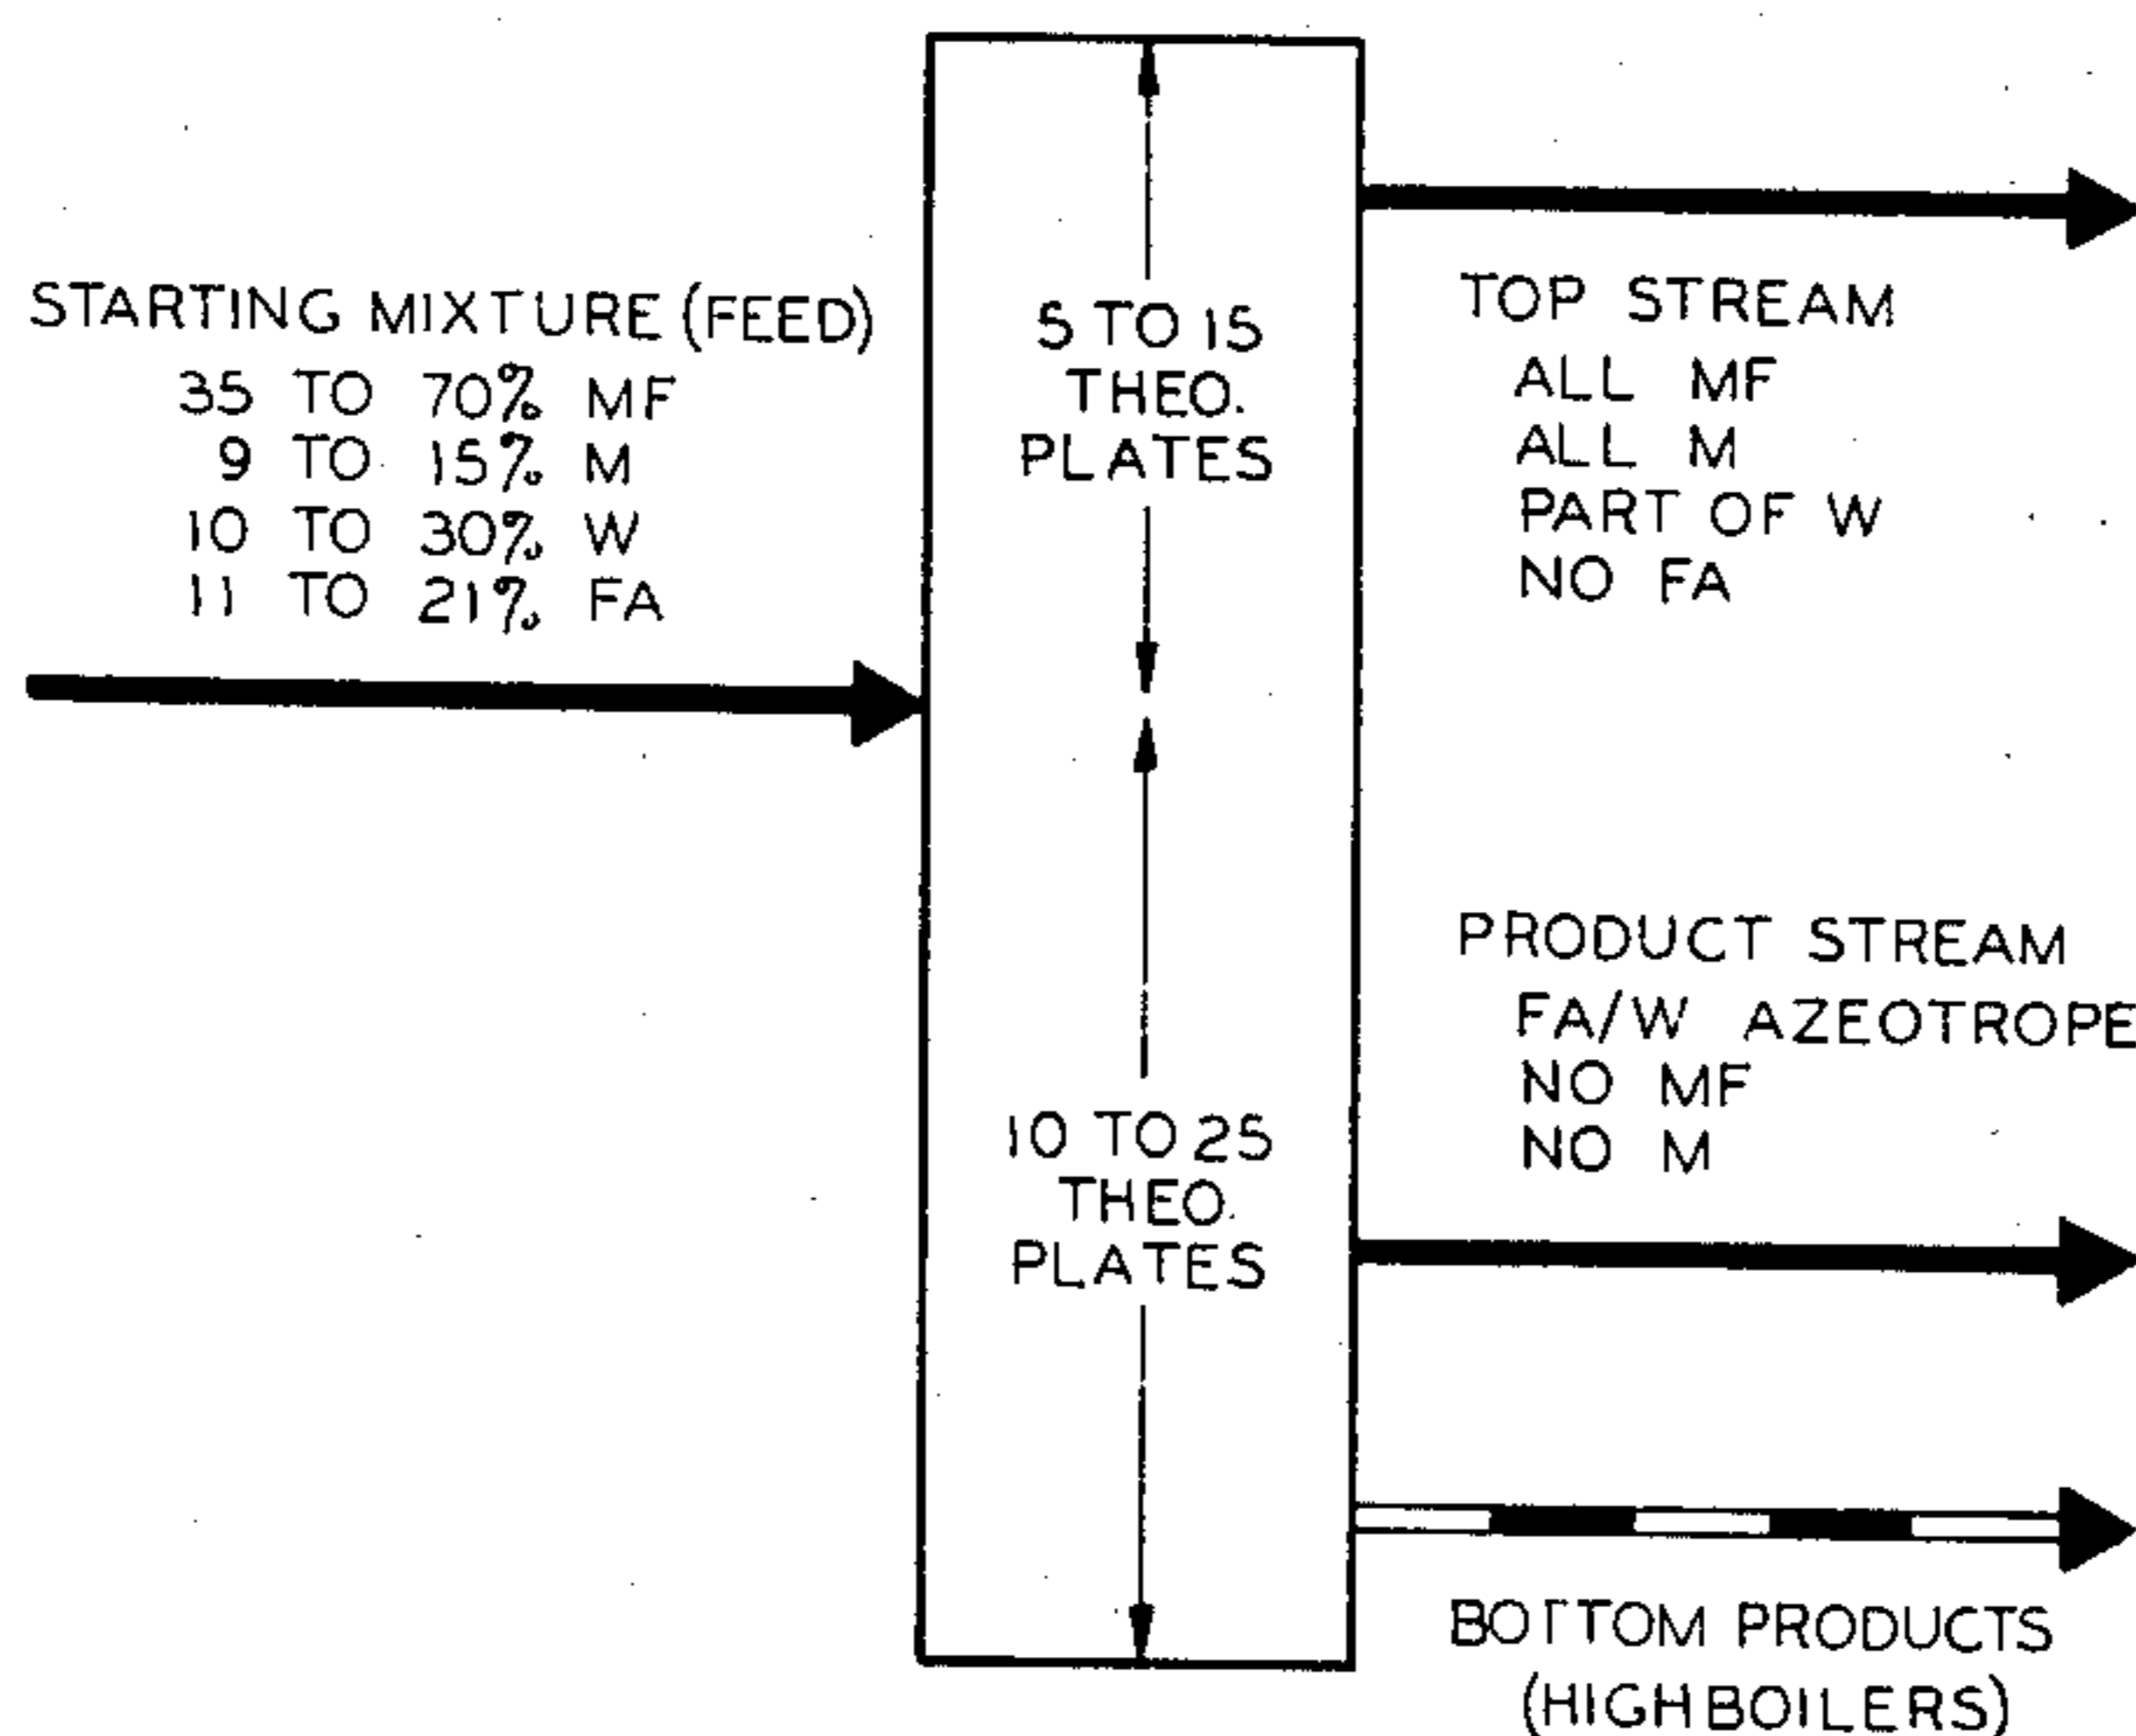 STARTING MIXTURE (FEED)
35 TO 70% MF
9 TO 15% M
10 TO 30% W
11 TO 21% FA
5 TO 15
THEO.
PLATES
TOP STREAM
ALL MF
ALL M
PART OF W
NO FA
10 TO 25
THEO.
PLATES
PRODUCT STREAM
FA/W AZEOTROPE
NO MF
NO M
BOTTOM PRODUCTS
(HIGHBOILERS)